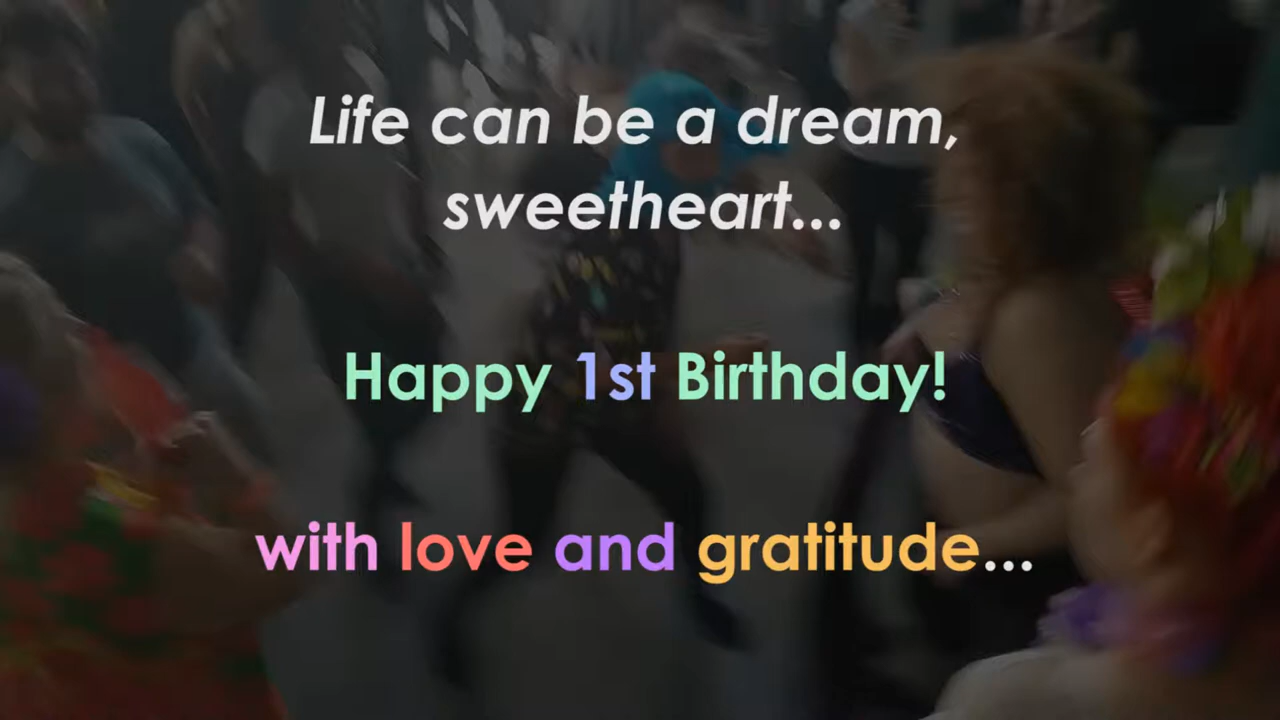 Life can be a dream,
sweetheart...
Happy 1st Birthday!
with love and gratitude...